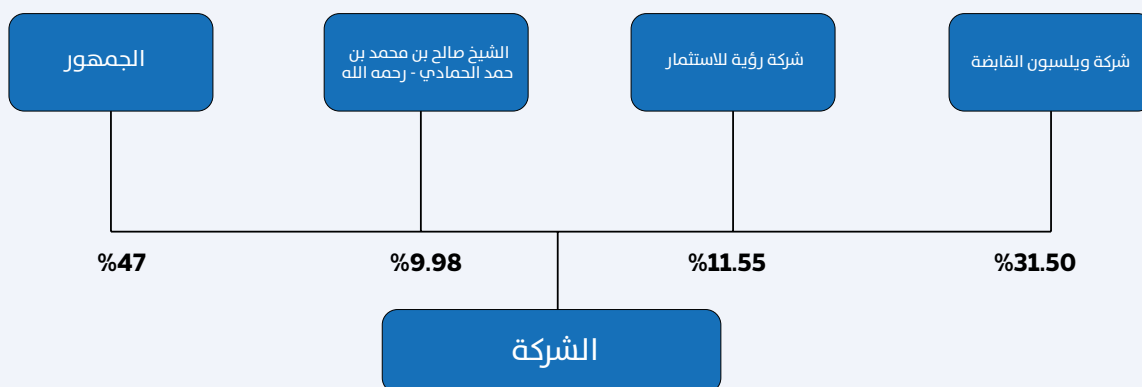 شركة ويلسبون القابضة
شركة رؤية للاستثمار
الشيخ صالح بن محمد بن
حمد الحمادي - رحمه الله
الجمهور
%31.50
%11.55
%9.98
%47
الشركة